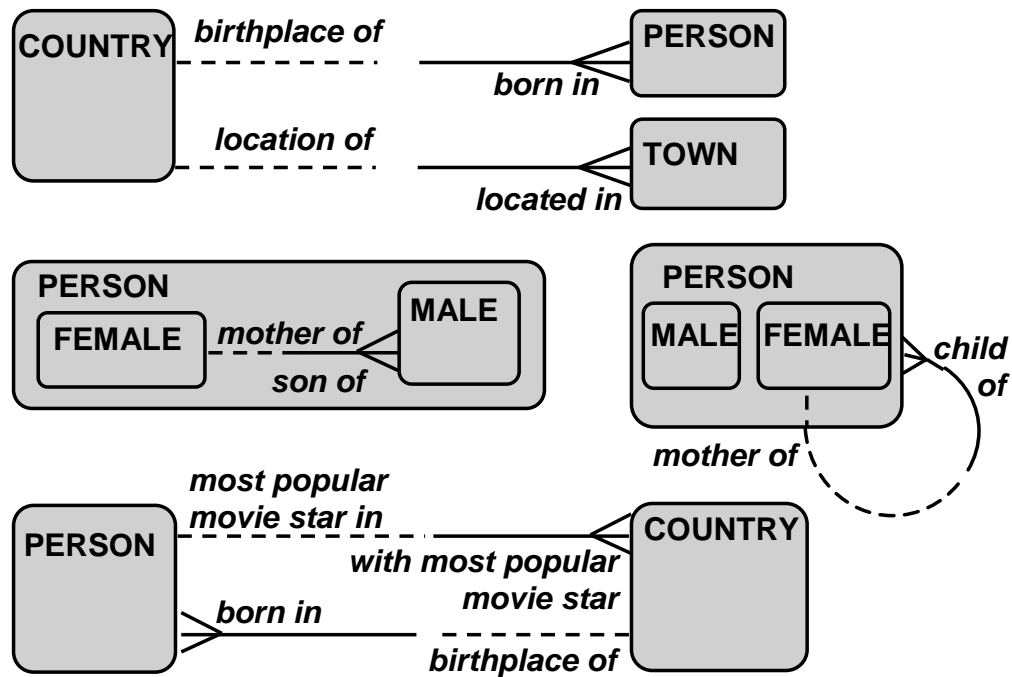 COUNTRY
birthplace of
PERSON
born in
location of
TOWN
located in
PERSON
FEMALE
mother of
MALE
son of
PERSON
MALE
FEMALE
child
of
mother of
most popular
movie star in
PERSON
COUNTRY
with most popular
movie star
born in
birthplace of